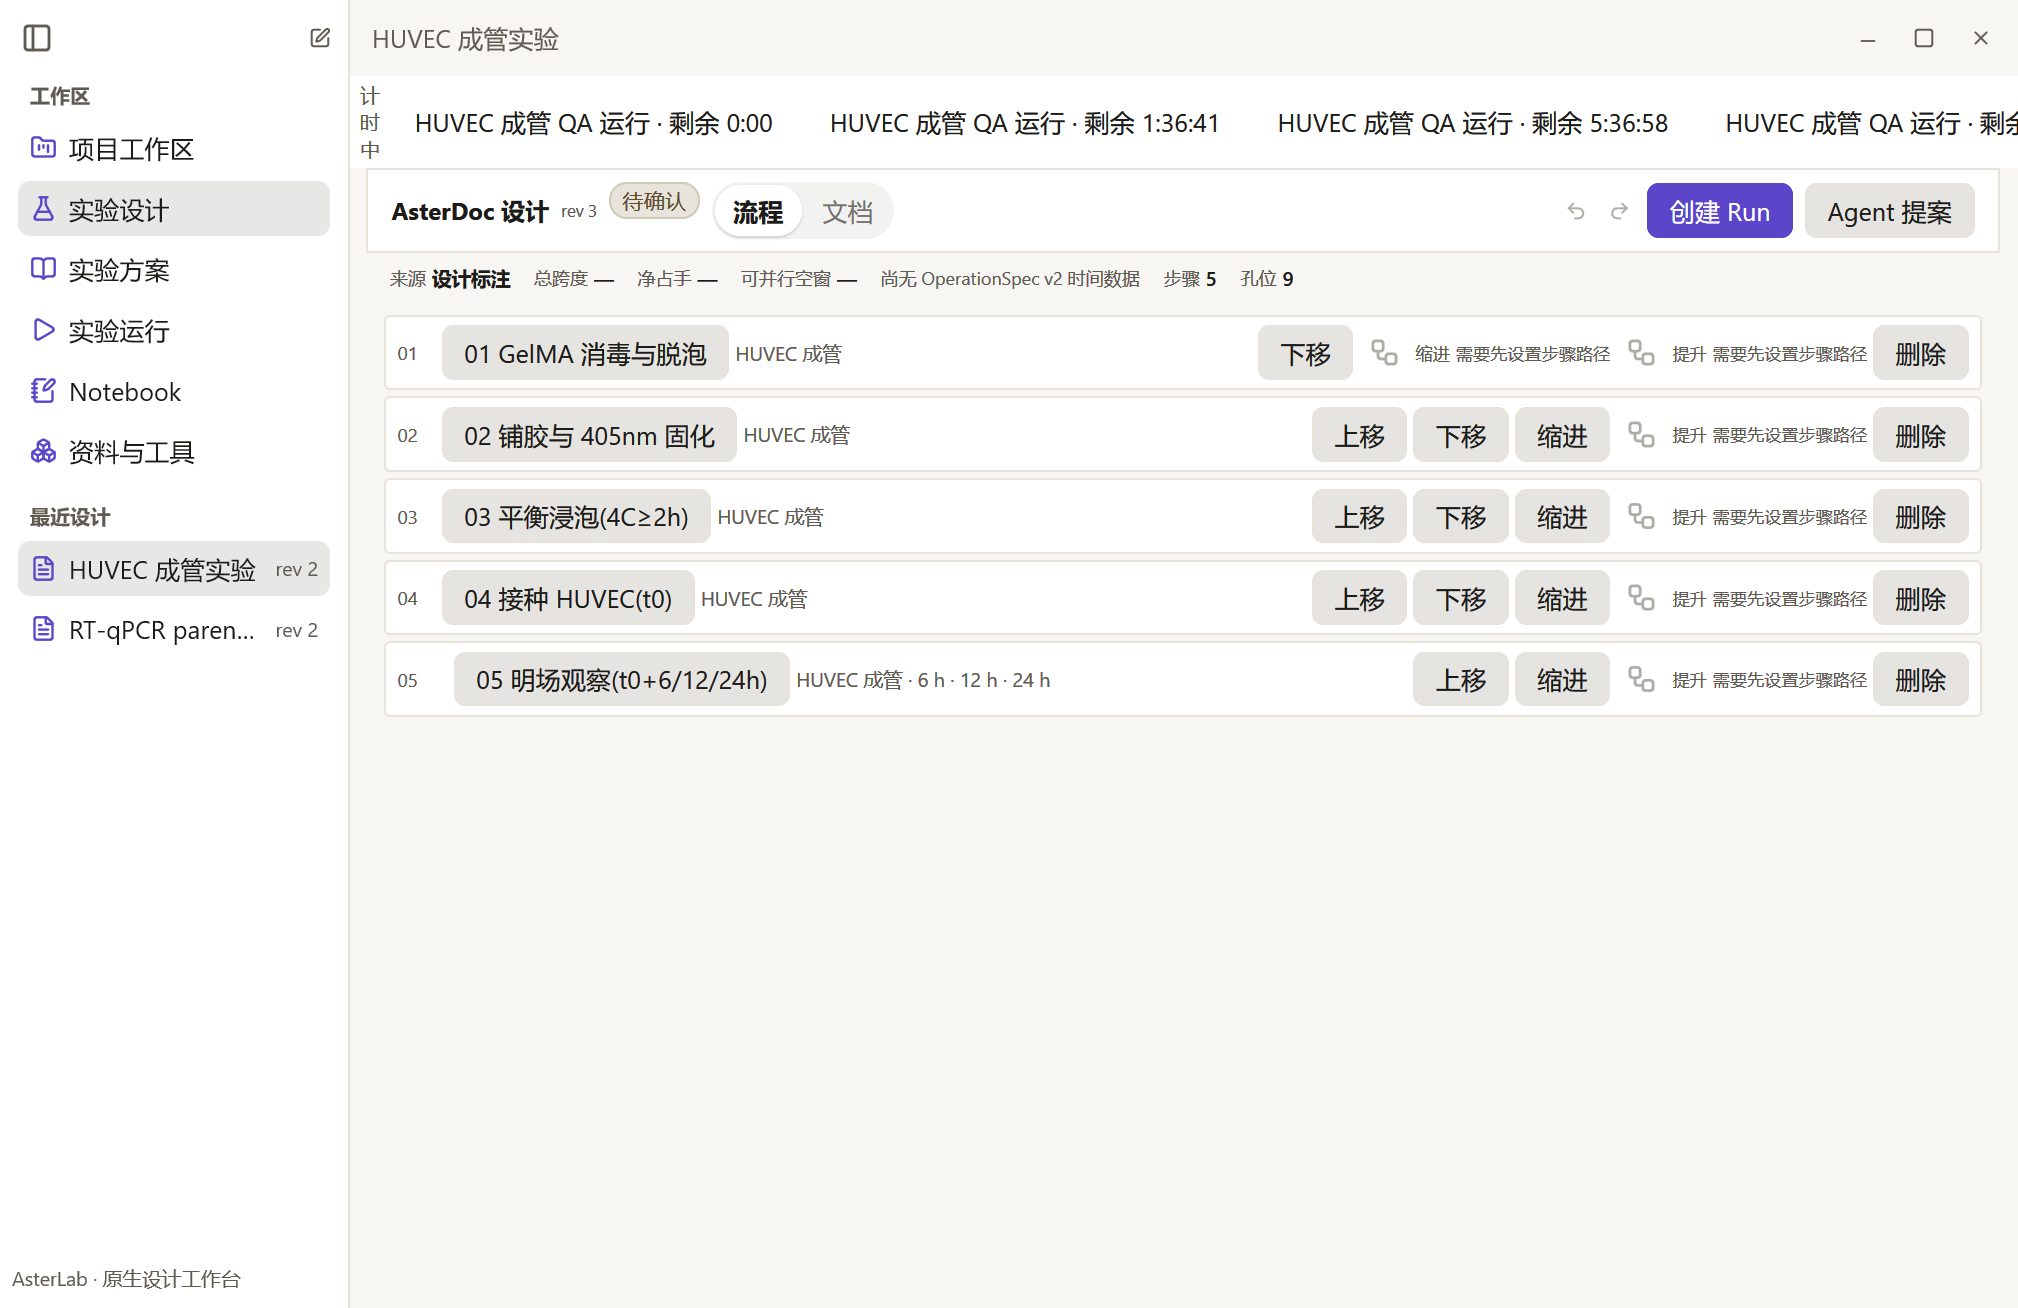 HUVEC 成管实验
工作区
项目工作区
实验设计
实验方案
实验运行
Notebook
资料与工具
最近设计
HUVEC 成管实验 rev 2
RT-qPCR paren... rev 2
AsterLab · 原生设计工作台
计时中
HUVEC 成管 QA 运行 · 剩余 0:00 HUVEC 成管 QA 运行 · 剩余 1:36:41 HUVEC 成管 QA 运行 · 剩余 5:36:58 HUVEC 成管 QA 运行 · 剩
AsterDoc 设计 rev 3 待确认 流程 文档 创建 Run Agent 提案
来源 设计标注 总跨度 — 净占手 — 可并行空窗 — 尚无 OperationSpec v2 时间数据 步骤 5 孔位 9
01 01 GelMA 消毒与脱泡 HUVEC 成管 下移 缩进 需要先设置步骤路径 提升 需要先设置步骤路径 删除
02 02 铺胶与 405nm 固化 HUVEC 成管 上移 下移 缩进 提升 需要先设置步骤路径 删除
03 03 平衡浸泡(4C≥2h) HUVEC 成管 上移 下移 缩进 提升 需要先设置步骤路径 删除
04 04 接种 HUVEC(t0) HUVEC 成管 上移 下移 缩进 提升 需要先设置步骤路径 删除
05 05 明场观察(t0+6/12/24h) HUVEC 成管 · 6 h · 12 h · 24 h 上移 缩进 提升 需要先设置步骤路径 删除